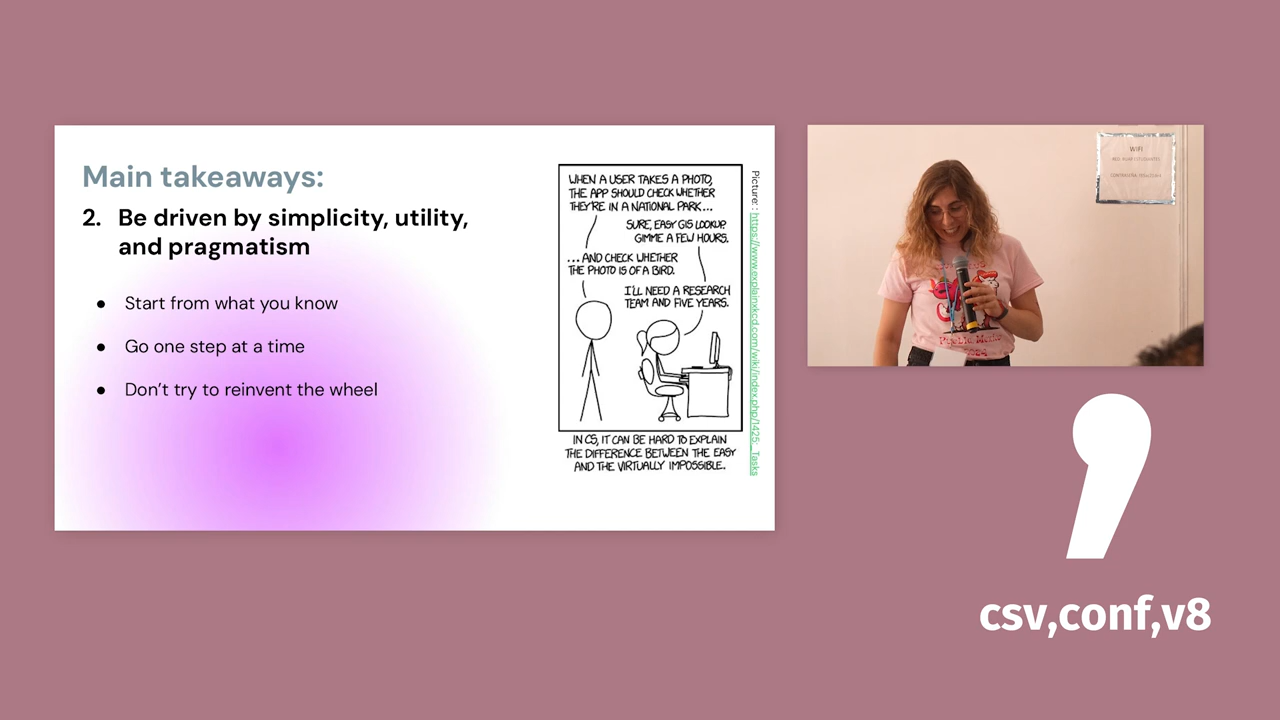 Main takeaways:
2. Be driven by simplicity, utility,
and pragmatism
● Start from what you know
● Go one step at a time
● Don't try to reinvent the wheel
WHEN A USER TAKES A PHOTO,
THE APP SHOULD CHECK WHETHER
THEY'RE IN A NATIONAL PARK...
SURE, EASY GIS LOOKUP.
GIMME A FEW HOURS.
...AND CHECK WHETHER
THE PHOTO IS OF A BIRD.
I'LL NEED A RESEARCH
TEAM AND FIVE YEARS.
IN CS, IT CAN BE HARD TO EXPLAIN
THE DIFFERENCE BETWEEN THE EASY
AND THE VIRTUALLY IMPOSSIBLE.
Picture: : https://www.explainxkcd.com/wiki/index.php/1425:_Tasks
WIFI
csv,conf,v8